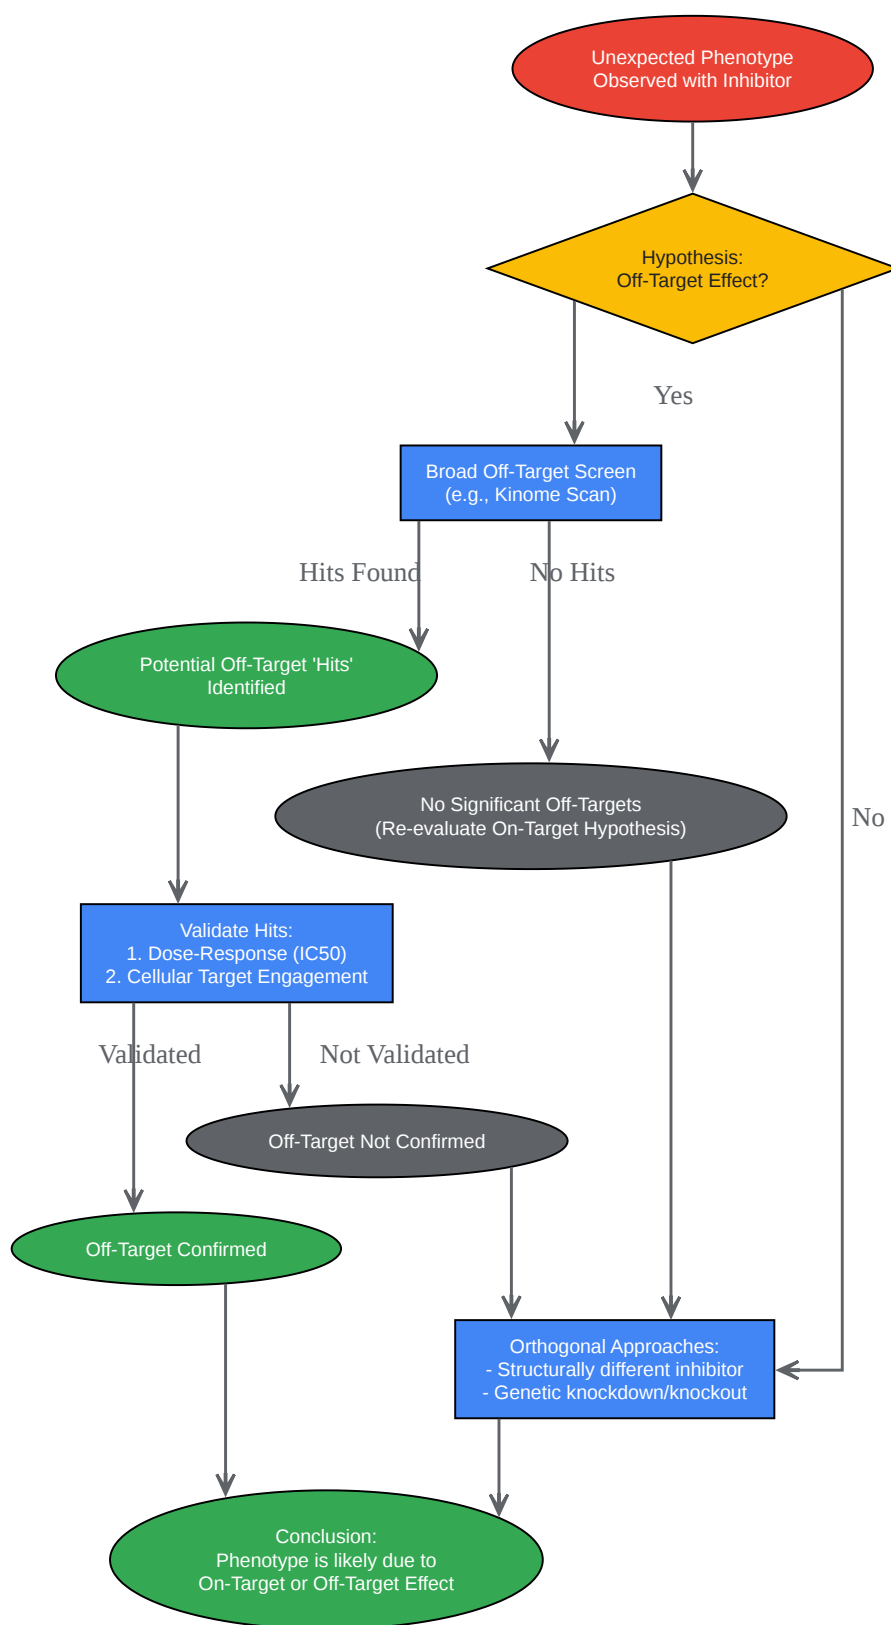 Unexpected Phenotype
Observed with Inhibitor
Hypothesis:
Off-Target Effect?
Yes
Broad Off-Target Screen
(e.g., Kinome Scan)
Hits Found
No Hits
Potential Off-Target 'Hits'
Identified
No Significant Off-Targets
(Re-evaluate On-Target Hypothesis)
No
Validate Hits:
1. Dose-Response (IC50)
2. Cellular Target Engagement
Validated
Not Validated
Off-Target Not Confirmed
Off-Target Confirmed
Orthogonal Approaches:
- Structurally different inhibitor
- Genetic knockdown/knockout
Conclusion:
Phenotype is likely due to
On-Target or Off-Target Effect